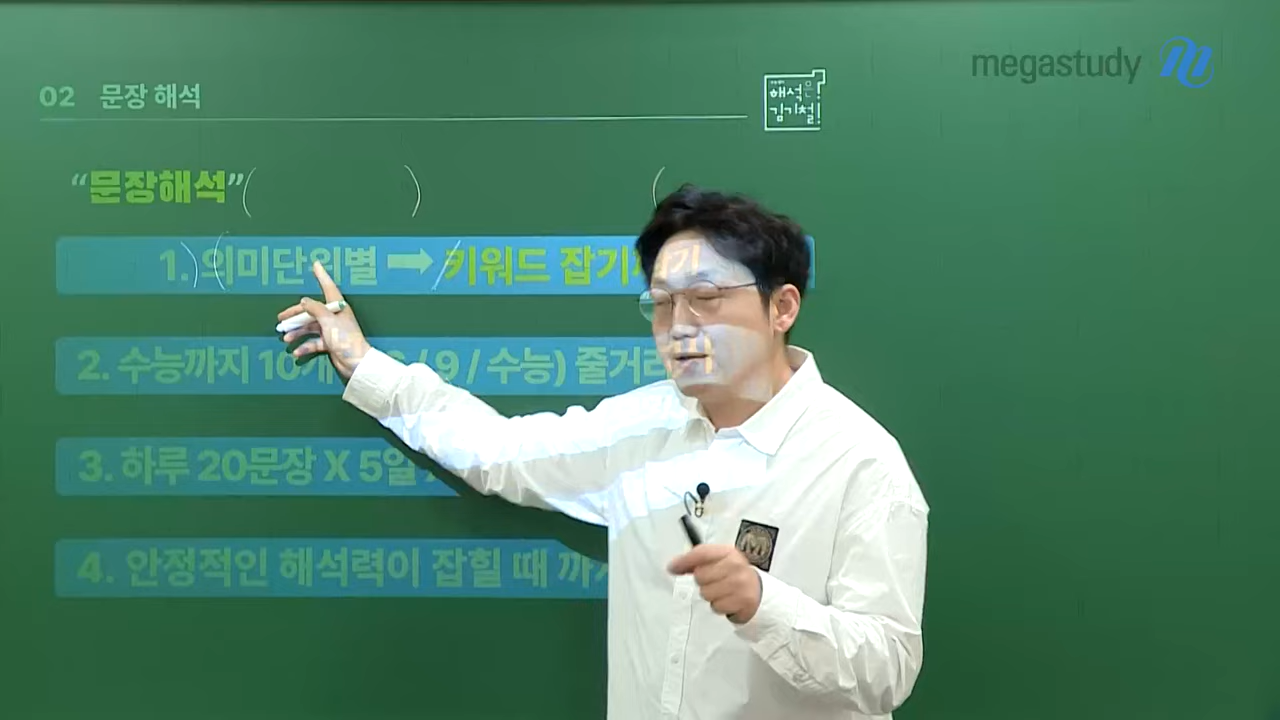 megastudy
02 문장 해석
해석은!
김기철!
“문장해석”( ) (
1. 의미단위별 ➡ 키워드 잡기
2. 수능까지 10개 / 9 / 수능) 줄거리
3. 하루 20문장 X 5일
4. 안정적인 해석력이 잡힐 때 까지